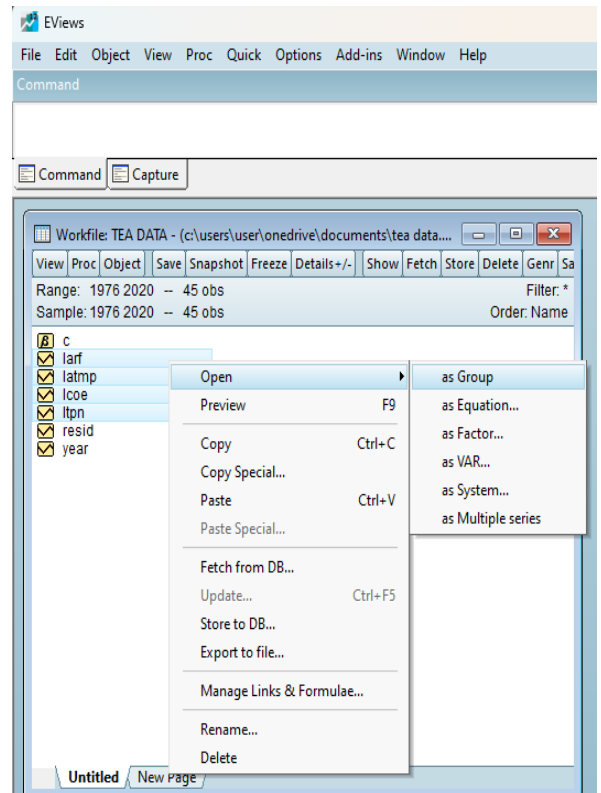 EViews
File Edit Object View Proc Quick Options Add-ins Window Help
Command
Command Capture
Workfile: TEA DATA - (c:\users\user\onedrive\documents\tea data....
View Proc Object Save Snapshot Freeze Details+/- Show Fetch Store Delete Genr Sa
Range: 1976 2020 -- 45 obs Filter: *
Sample: 1976 2020 -- 45 obs Order: Name
β c
larf
latmp
lcoe
ltpn
resid
year
Open
Preview F9
Copy Ctrl+C
Copy Special...
Paste Ctrl+V
Paste Special...
Fetch from DB...
Update... Ctrl+F5
Store to DB...
Export to file...
Manage Links & Formulae...
Rename...
Delete
as Group
as Equation...
as Factor...
as VAR...
as System...
as Multiple series
Untitled New Page